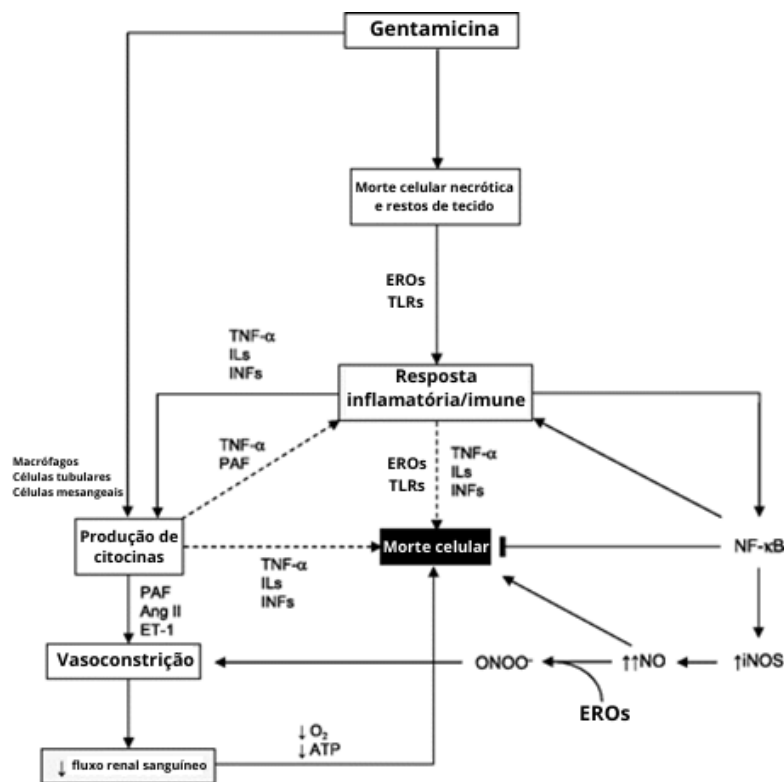 Gentamicina
Morte celular necrótica
e restos de tecido
EROs
TLRs
TNF-α
ILs
INFs
Resposta
inflamatória/imune
TNF-α
PAF
EROs
TLRs
TNF-α
ILs
INFs
Macrófagos
Células tubulares
Células mesangeais
Produção de
citocinas
TNF-α
ILs
INFs
Morte celular
NF-κB
PAF
Ang II
ET-1
Vasoconstrição
ONOO⁻
↑↑NO
↑iNOS
EROs
↓ O₂
↓ ATP
↓ fluxo renal sanguíneo